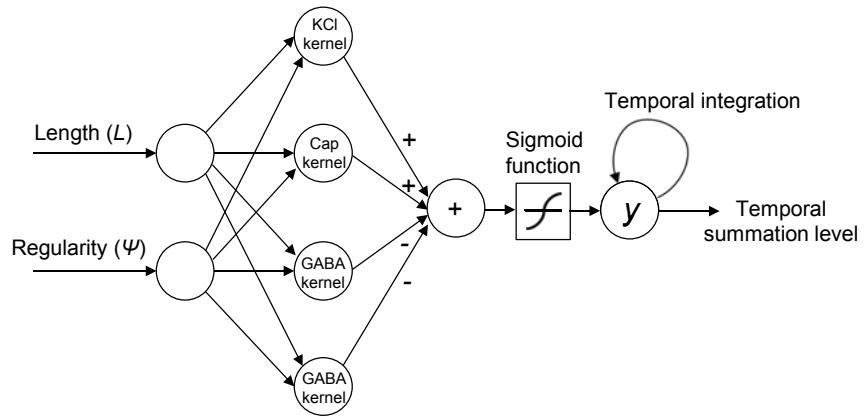 KCl
kernel
Length (L)
Cap
kernel
Regularity (Ψ)
GABA
kernel
GABA
kernel
+
+
-
-
+
Sigmoid
function
Temporal integration
y
Temporal
summation level